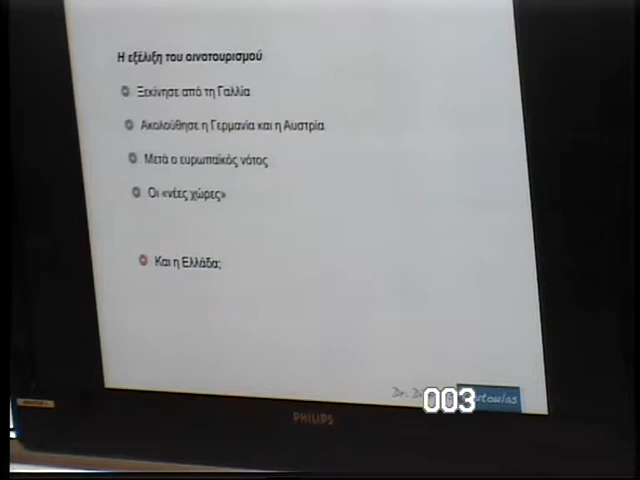 Η εξέλιξη του οινοτουρισμού
Ξεκίνησε από τη Γαλλία
Ακολούθησε η Γερμανία και η Αυστρία
Μετά ο ευρωπαϊκός νότος
Οι «νέες χώρες»
Και η Ελλάδα;
Dr.
003
PHILIPS